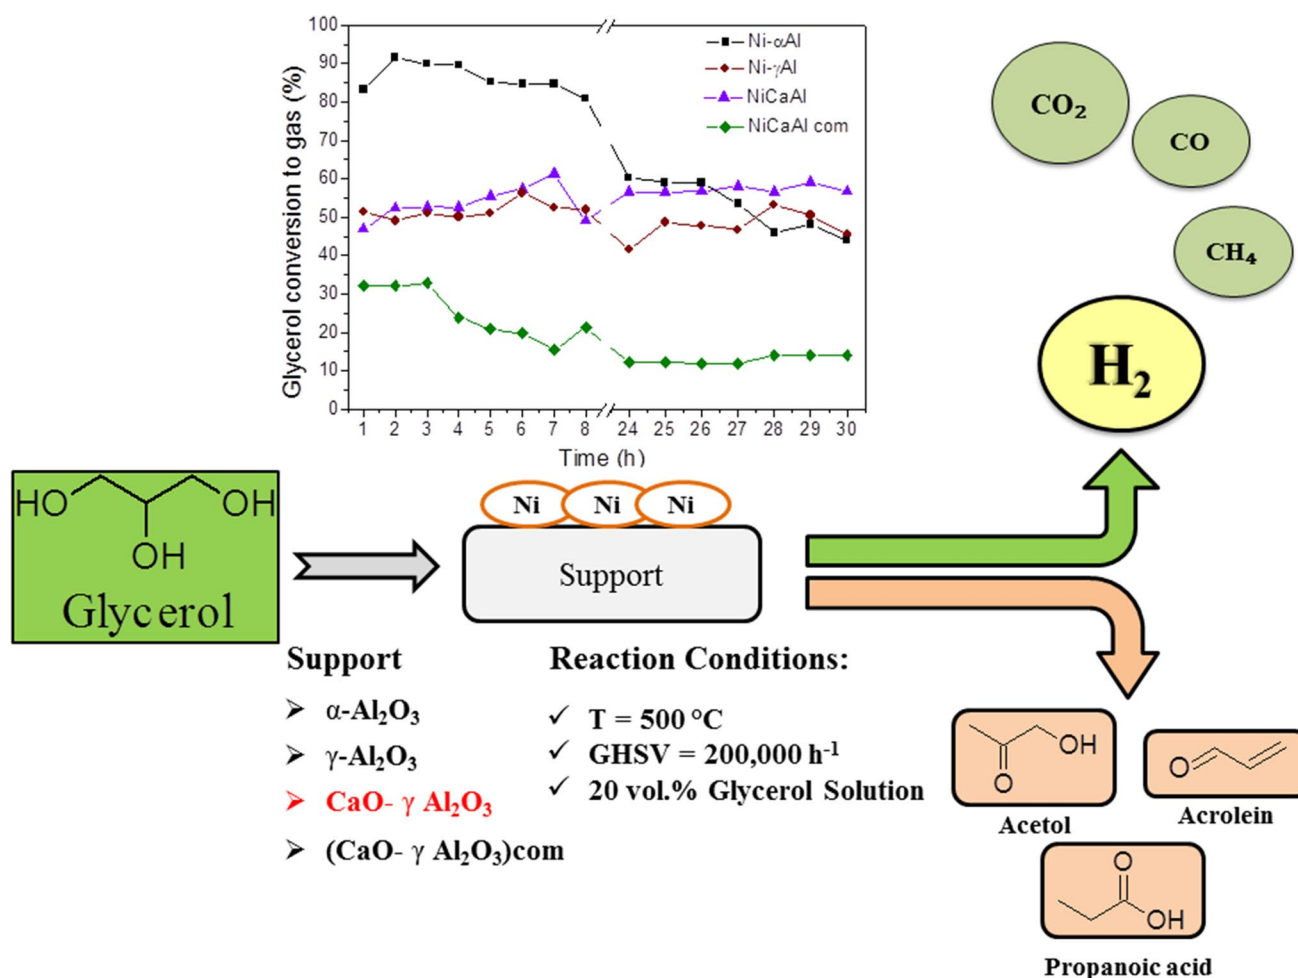 Glycerol conversion to gas (%)
100
90
80
70
60
50
40
30
20
10
0
Ni-αAl
Ni-γAl
NiCaAl
NiCaAl com
1 2 3 4 5 6 7 8 24 25 26 27 28 29 30
Time (h)
CO₂
CO
CH₄
H₂
HO
OH
OH
Glycerol
Ni Ni Ni
Support
Support
α-Al₂O₃
γ-Al₂O₃
CaO- γ Al₂O₃
(CaO- γ Al₂O₃)com
Reaction Conditions:
T = 500 °C
GHSV = 200,000 h⁻¹
20 vol.% Glycerol Solution
OH
O
Acetol
O
Acrolein
O
OH
Propanoic acid